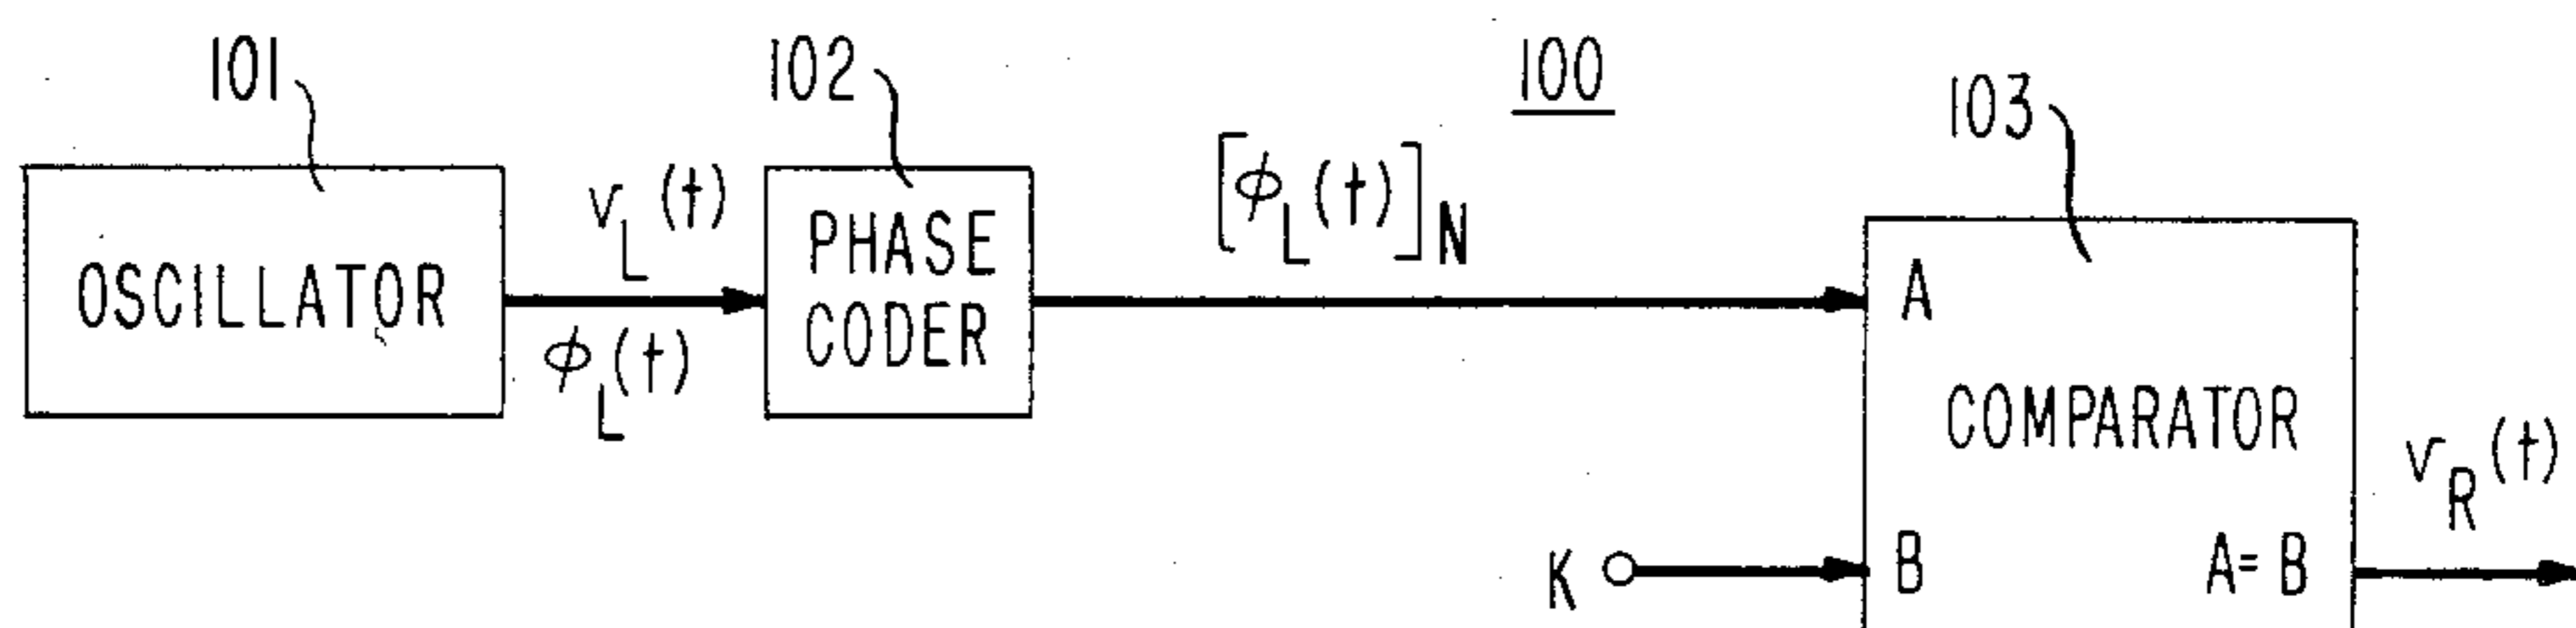 101
102
100
103
v_L(t)
[ϕ_L(t)]_N
OSCILLATOR
PHASE
CODER
ϕ_L(t)
A
COMPARATOR
v_R(t)
K
B
A=B